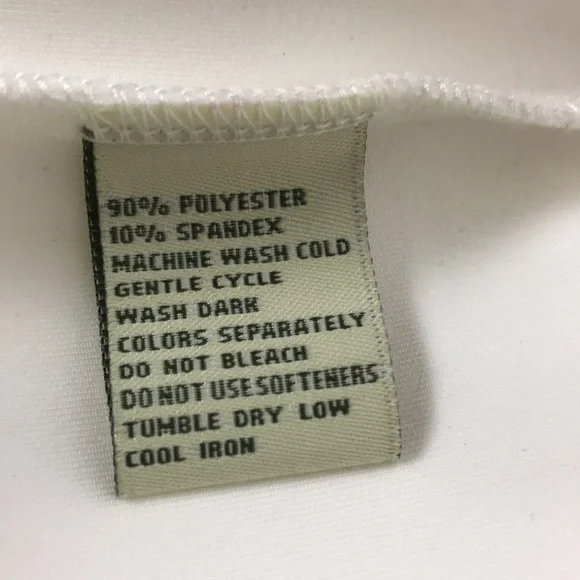 90% POLYESTER
10% SPANDEX
MACHINE WASH COLD
GENTLE CYCLE
WASH DARK
COLORS SEPARATELY
DO NOT BLEACH
DO NOT USE SOFTENERS
TUMBLE DRY LOW
COOL IRON